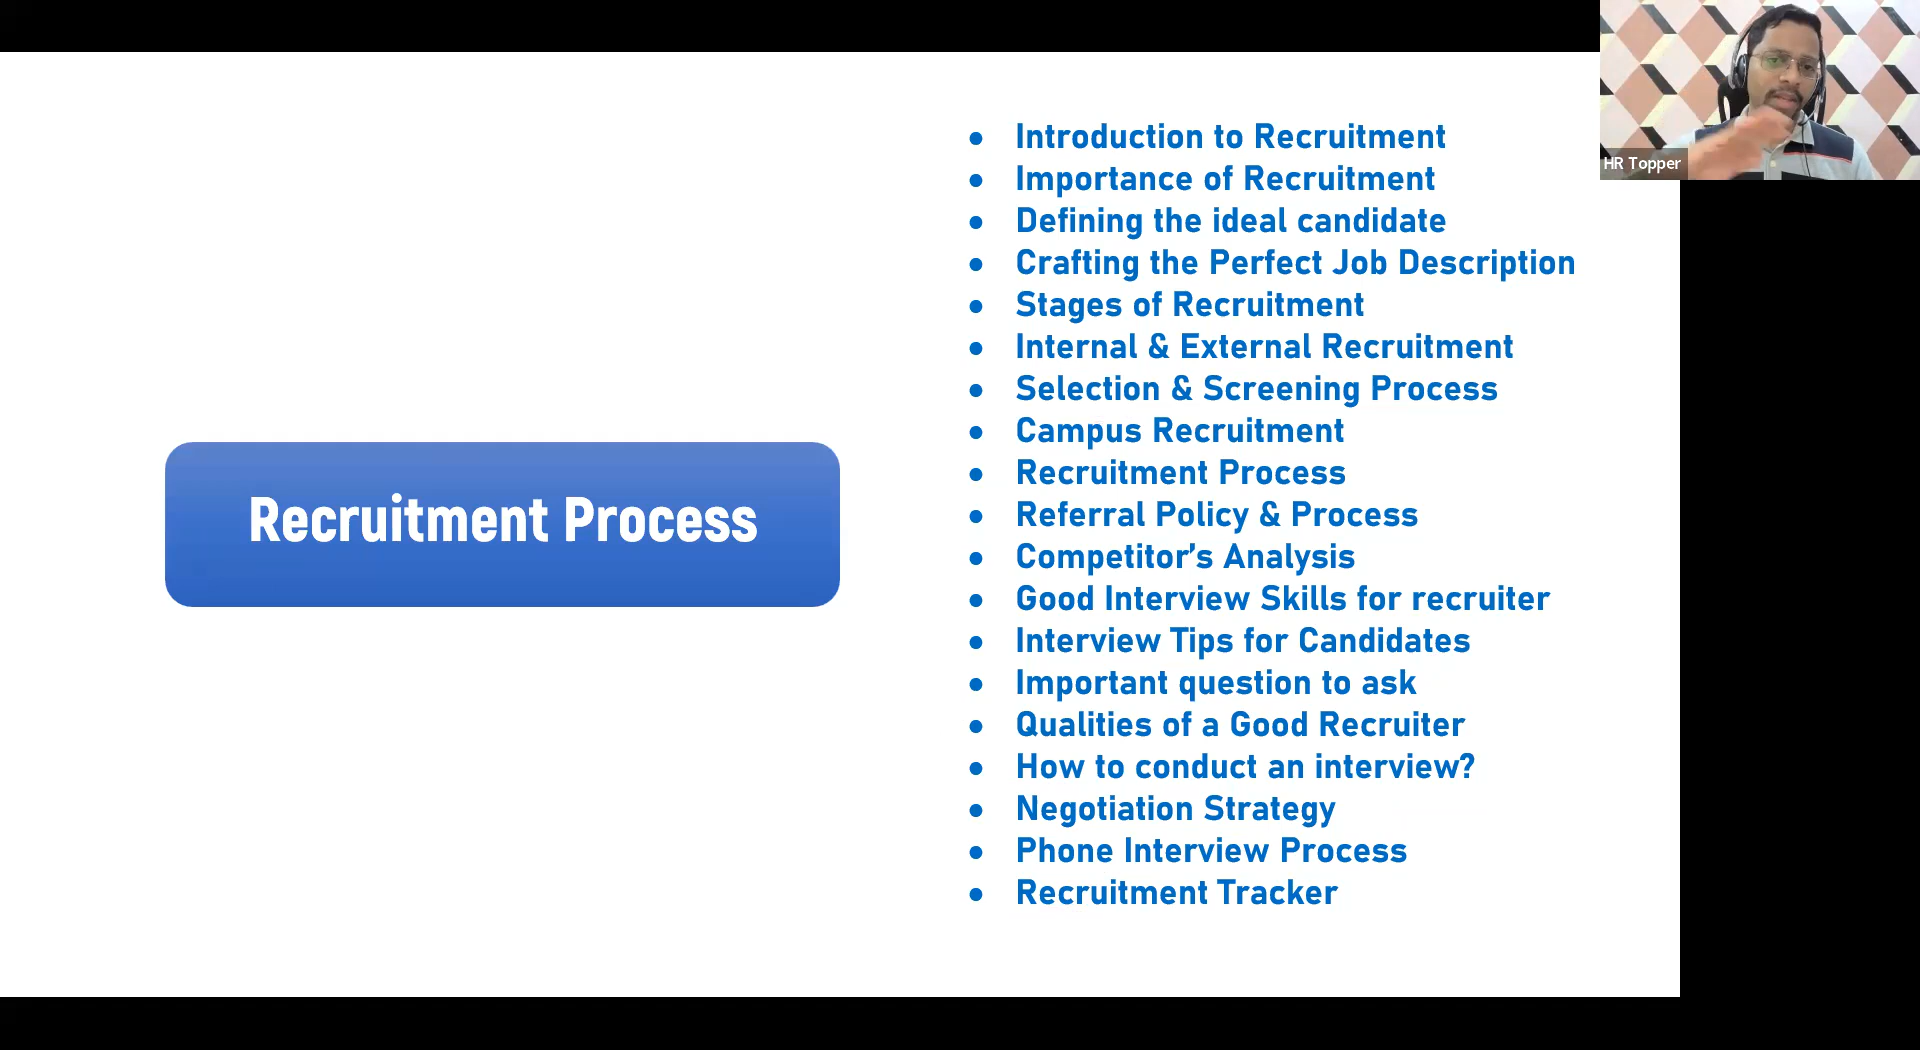 Recruitment Process
• Introduction to Recruitment
• Importance of Recruitment
• Defining the ideal candidate
• Crafting the Perfect Job Description
• Stages of Recruitment
• Internal & External Recruitment
• Selection & Screening Process
• Campus Recruitment
• Recruitment Process
• Referral Policy & Process
• Competitor’s Analysis
• Good Interview Skills for recruiter
• Interview Tips for Candidates
• Important question to ask
• Qualities of a Good Recruiter
• How to conduct an interview?
• Negotiation Strategy
• Phone Interview Process
• Recruitment Tracker
HR Topper